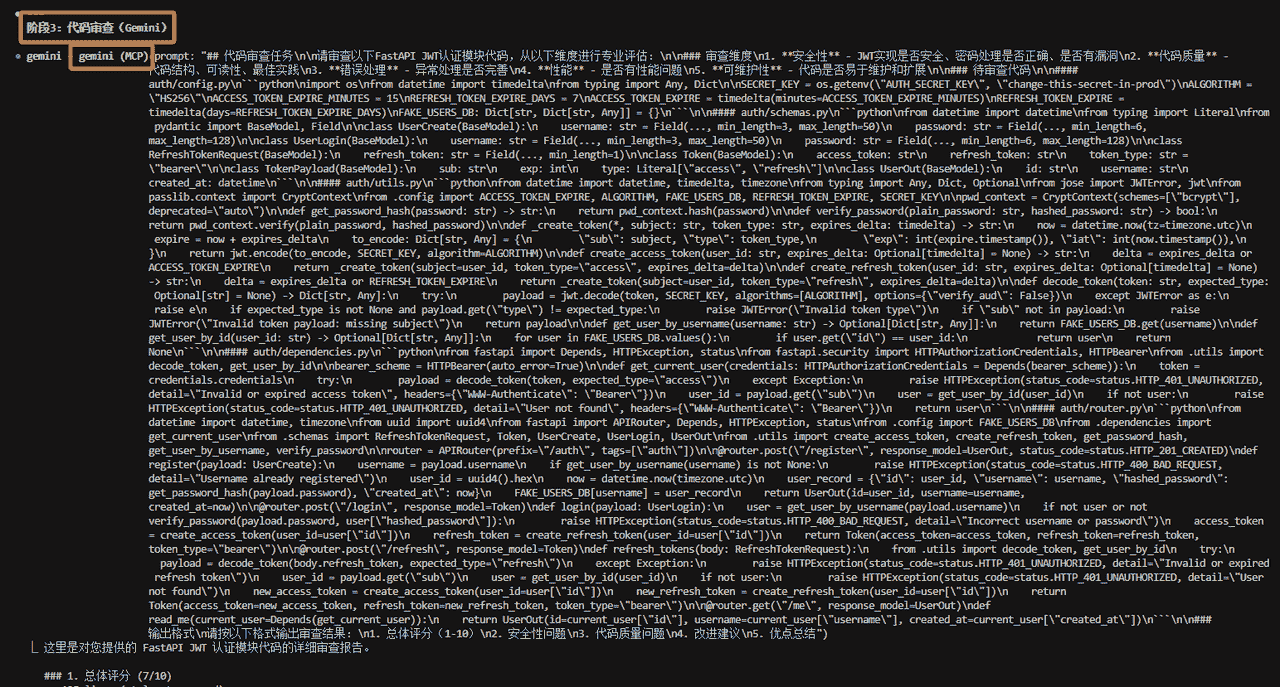 阶段3: 代码审查 (Gemini)
● gemini - gemini (MCP)(prompt: "## 代码审查任务\n\n请审查以下FastAPI JWT认证模块代码，从以下维度进行专业评估：\n\n### 审查维度\n1. **安全性** - JWT实现是否安全、密码处理是否正确、是否有漏洞\n2. **代码质量** -
代码结构、可读性、最佳实践\n3. **错误处理** - 异常处理是否完善\n4. **性能** - 是否有性能问题\n5. **可维护性** - 代码是否易于维护和扩展\n\n### 待审查代码\n\n####
auth/config.py\n```python\nimport os\nfrom datetime import timedelta\nfrom typing import Any, Dict\n\nSECRET_KEY = os.getenv(\"AUTH_SECRET_KEY\", \"change-this-secret-in-prod\")\nALGORITHM =
\"HS256\"\nACCESS_TOKEN_EXPIRE_MINUTES = 15\nREFRESH_TOKEN_EXPIRE_DAYS = 7\nACCESS_TOKEN_EXPIRE = timedelta(minutes=ACCESS_TOKEN_EXPIRE_MINUTES)\nREFRESH_TOKEN_EXPIRE =
timedelta(days=REFRESH_TOKEN_EXPIRE_DAYS)\nFAKE_USERS_DB: Dict[str, Dict[str, Any]] = {}\n```\n\n#### auth/schemas.py\n```python\nfrom datetime import datetime\nfrom typing import Literal\nfrom
pydantic import BaseModel, Field\n\nclass UserCreate(BaseModel):\n    username: str = Field(..., min_length=3, max_length=50)\n    password: str = Field(..., min_length=6,
max_length=128)\n\nclass UserLogin(BaseModel):\n    username: str = Field(..., min_length=3, max_length=50)\n    password: str = Field(..., min_length=6, max_length=128)\n\nclass
RefreshTokenRequest(BaseModel):\n    refresh_token: str = Field(..., min_length=1)\n\nclass Token(BaseModel):\n    access_token: str\n    refresh_token: str\n    token_type: str =
\"bearer\"\n\nclass TokenPayload(BaseModel):\n    sub: str\n    exp: int\n    type: Literal[\"access\", \"refresh\"]\n\nclass UserOut(BaseModel):\n    id: str\n    username: str\n
created_at: datetime\n```\n\n#### auth/utils.py\n```python\nfrom datetime import datetime, timedelta, timezone\nfrom typing import Any, Dict, Optional\nfrom jose import JWTError, jwt\nfrom
passlib.context import CryptContext\nfrom .config import ACCESS_TOKEN_EXPIRE, ALGORITHM, FAKE_USERS_DB, REFRESH_TOKEN_EXPIRE, SECRET_KEY\n\npwd_context = CryptContext(schemes=[\"bcrypt\"],
deprecated=\"auto\")\n\ndef get_password_hash(password: str) -> str:\n    return pwd_context.hash(password)\n\ndef verify_password(plain_password: str, hashed_password: str) -> bool:\n
return pwd_context.verify(plain_password, hashed_password)\n\ndef _create_token(*, subject: str, token_type: str, expires_delta: timedelta) -> str:\n    now = datetime.now(tz=timezone.utc)\n
expire = now + expires_delta\n    to_encode: Dict[str, Any] = {\n        \"sub\": subject, \"type\": token_type,\n        \"exp\": int(expire.timestamp()), \"iat\": int(now.timestamp()),\n
}\n    return jwt.encode(to_encode, SECRET_KEY, algorithm=ALGORITHM)\n\ndef create_access_token(user_id: str, expires_delta: Optional[timedelta] = None) -> str:\n    delta = expires_delta or
ACCESS_TOKEN_EXPIRE\n    return _create_token(subject=user_id, token_type=\"access\", expires_delta=delta)\n\ndef create_refresh_token(user_id: str, expires_delta: Optional[timedelta] = None)
-> str:\n    delta = expires_delta or REFRESH_TOKEN_EXPIRE\n    return _create_token(subject=user_id, token_type=\"refresh\", expires_delta=delta)\n\ndef decode_token(token: str, expected_type:
Optional[str] = None) -> Dict[str, Any]:\n    try:\n        payload = jwt.decode(token, SECRET_KEY, algorithms=[ALGORITHM], options={\"verify_aud\": False})\n    except JWTError as e:\n
raise e\n    if expected_type is not None and payload.get(\"type\") != expected_type:\n        raise JWTError(\"Invalid token type\")\n    if \"sub\" not in payload:\n        raise
JWTError(\"Invalid token payload: missing subject\")\n    return payload\n\ndef get_user_by_username(username: str) -> Optional[Dict[str, Any]]:\n    return FAKE_USERS_DB.get(username)\n\ndef
get_user_by_id(user_id: str) -> Optional[Dict[str, Any]]:\n    for user in FAKE_USERS_DB.values():\n        if user.get(\"id\") == user_id:\n            return user\n    return
None\n```\n\n#### auth/dependencies.py\n```python\nfrom fastapi import Depends, HTTPException, status\nfrom fastapi.security import HTTPAuthorizationCredentials, HTTPBearer\nfrom .utils import
decode_token, get_user_by_id\n\nbearer_scheme = HTTPBearer(auto_error=True)\n\ndef get_current_user(credentials: HTTPAuthorizationCredentials = Depends(bearer_scheme)):\n    token =
credentials.credentials\n    try:\n        payload = decode_token(token, expected_type=\"access\")\n    except Exception:\n        raise HTTPException(status_code=status.HTTP_401_UNAUTHORIZED,
detail=\"Invalid or expired access token\", headers={\"WWW-Authenticate\": \"Bearer\"})\n    user_id = payload.get(\"sub\")\n    user = get_user_by_id(user_id)\n    if not user:\n        raise
HTTPException(status_code=status.HTTP_401_UNAUTHORIZED, detail=\"User not found\", headers={\"WWW-Authenticate\": \"Bearer\"})\n    return user\n```\n\n#### auth/router.py\n```python\nfrom
datetime import datetime, timezone\nfrom uuid import uuid4\nfrom fastapi import APIRouter, Depends, HTTPException, status\nfrom .config import FAKE_USERS_DB\nfrom .dependencies import
get_current_user\nfrom .schemas import RefreshTokenRequest, Token, UserCreate, UserLogin, UserOut\nfrom .utils import create_access_token, create_refresh_token, get_password_hash,
get_user_by_username, verify_password\n\nrouter = APIRouter(prefix=\"/auth\", tags=[\"auth\"])\n\n@router.post(\"/register\", response_model=UserOut, status_code=status.HTTP_201_CREATED)\ndef
register(payload: UserCreate):\n    username = payload.username\n    if get_user_by_username(username) is not None:\n        raise HTTPException(status_code=status.HTTP_400_BAD_REQUEST,
detail=\"Username already registered\")\n    user_id = uuid4().hex\n    now = datetime.now(timezone.utc)\n    user_record = {\"id\": user_id, \"username\": username, \"hashed_password\":
get_password_hash(payload.password), \"created_at\": now}\n    FAKE_USERS_DB[username] = user_record\n    return UserOut(id=user_id, username=username,
created_at=now)\n\n@router.post(\"/login\", response_model=Token)\ndef login(payload: UserLogin):\n    user = get_user_by_username(payload.username)\n    if not user or not
verify_password(payload.password, user[\"hashed_password\"]):\n        raise HTTPException(status_code=status.HTTP_400_BAD_REQUEST, detail=\"Incorrect username or password\")\n    access_token
= create_access_token(user_id=user[\"id\"])\n    refresh_token = create_refresh_token(user_id=user[\"id\"])\n    return Token(access_token=access_token, refresh_token=refresh_token,
token_type=\"bearer\")\n\n@router.post(\"/refresh\", response_model=Token)\ndef refresh_tokens(body: RefreshTokenRequest):\n    from .utils import decode_token, get_user_by_id\n    try:\n
payload = decode_token(body.refresh_token, expected_type=\"refresh\")\n    except Exception:\n        raise HTTPException(status_code=status.HTTP_401_UNAUTHORIZED, detail=\"Invalid or expired
refresh token\")\n    user_id = payload.get(\"sub\")\n    user = get_user_by_id(user_id)\n    if not user:\n        raise HTTPException(status_code=status.HTTP_401_UNAUTHORIZED, detail=\"User
not found\")\n    new_access_token = create_access_token(user_id=user[\"id\"])\n    new_refresh_token = create_refresh_token(user_id=user[\"id\"])\n    return
Token(access_token=new_access_token, refresh_token=new_refresh_token, token_type=\"bearer\")\n\n@router.get(\"/me\", response_model=UserOut)\ndef
read_me(current_user=Depends(get_current_user)):\n    return UserOut(id=current_user[\"id\"], username=current_user[\"username\"], created_at=current_user[\"created_at\"])\n```\n\n###
输出格式\n请按以下格式输出审查结果：\n1. 总体评分（1-10）\n2. 安全性问题\n3. 代码质量问题\n4. 改进建议\n5. 优点总结")
这里是对您提供的 FastAPI JWT 认证模块代码的详细审查报告。
### 1. 总体评分 (7/10)